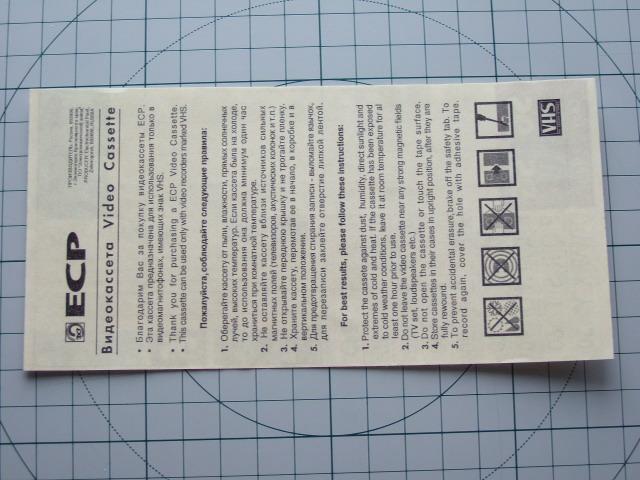 ECP
Видеокассета Video Cassette
• Благодарим Вас за покупку видеокассеты ECP.
• Эта кассета предназначена для использования только в
видеомагнитофонах, имеющих знак VHS.
• Thank you for purchasing a ECP Video Cassette.
• This cassette can be used only with video recorders marked VHS.
Пожалуйста, соблюдайте следующие правила:
1. Оберегайте кассету от пыли, влажности, прямых солнечных
лучей, высоких температур. Если кассета была на холоде,
то до использования она должна минимум один час
храниться при комнатной температуре.
2. Не оставляйте кассету вблизи источников сильных
магнитных полей (телевизоров, акустических колонок и т.п.)
3. Не открывайте переднюю крышку и не трогайте пленку.
4. Храните кассету, перемотав ее в начало, в коробке и в
вертикальном положении.
5. Для предотвращения стирания записи - выломайте язычок,
для перезаписи заклейте отверстие липкой лентой.
For best results, please follow these instructions:
1. Protect the cassete against dust, humidity, direct sunlight and
extremes of cold and heat. If the cassette has been exposed
to cold weather conditions, leave it at room temperature for al
least one hour prior to use.
2. Do not leave the video cassette near any strong magnetic fields
(TV set, loudspeakers etc.)
3. Do not open the cassette or touch the tape surface.
4. Store cassettes in their cases in upright position, after they are
fully rewound.
5. To prevent accidental erasure brake off the safety tab. To
record again, cover the hole with adhesive tape.
VHS